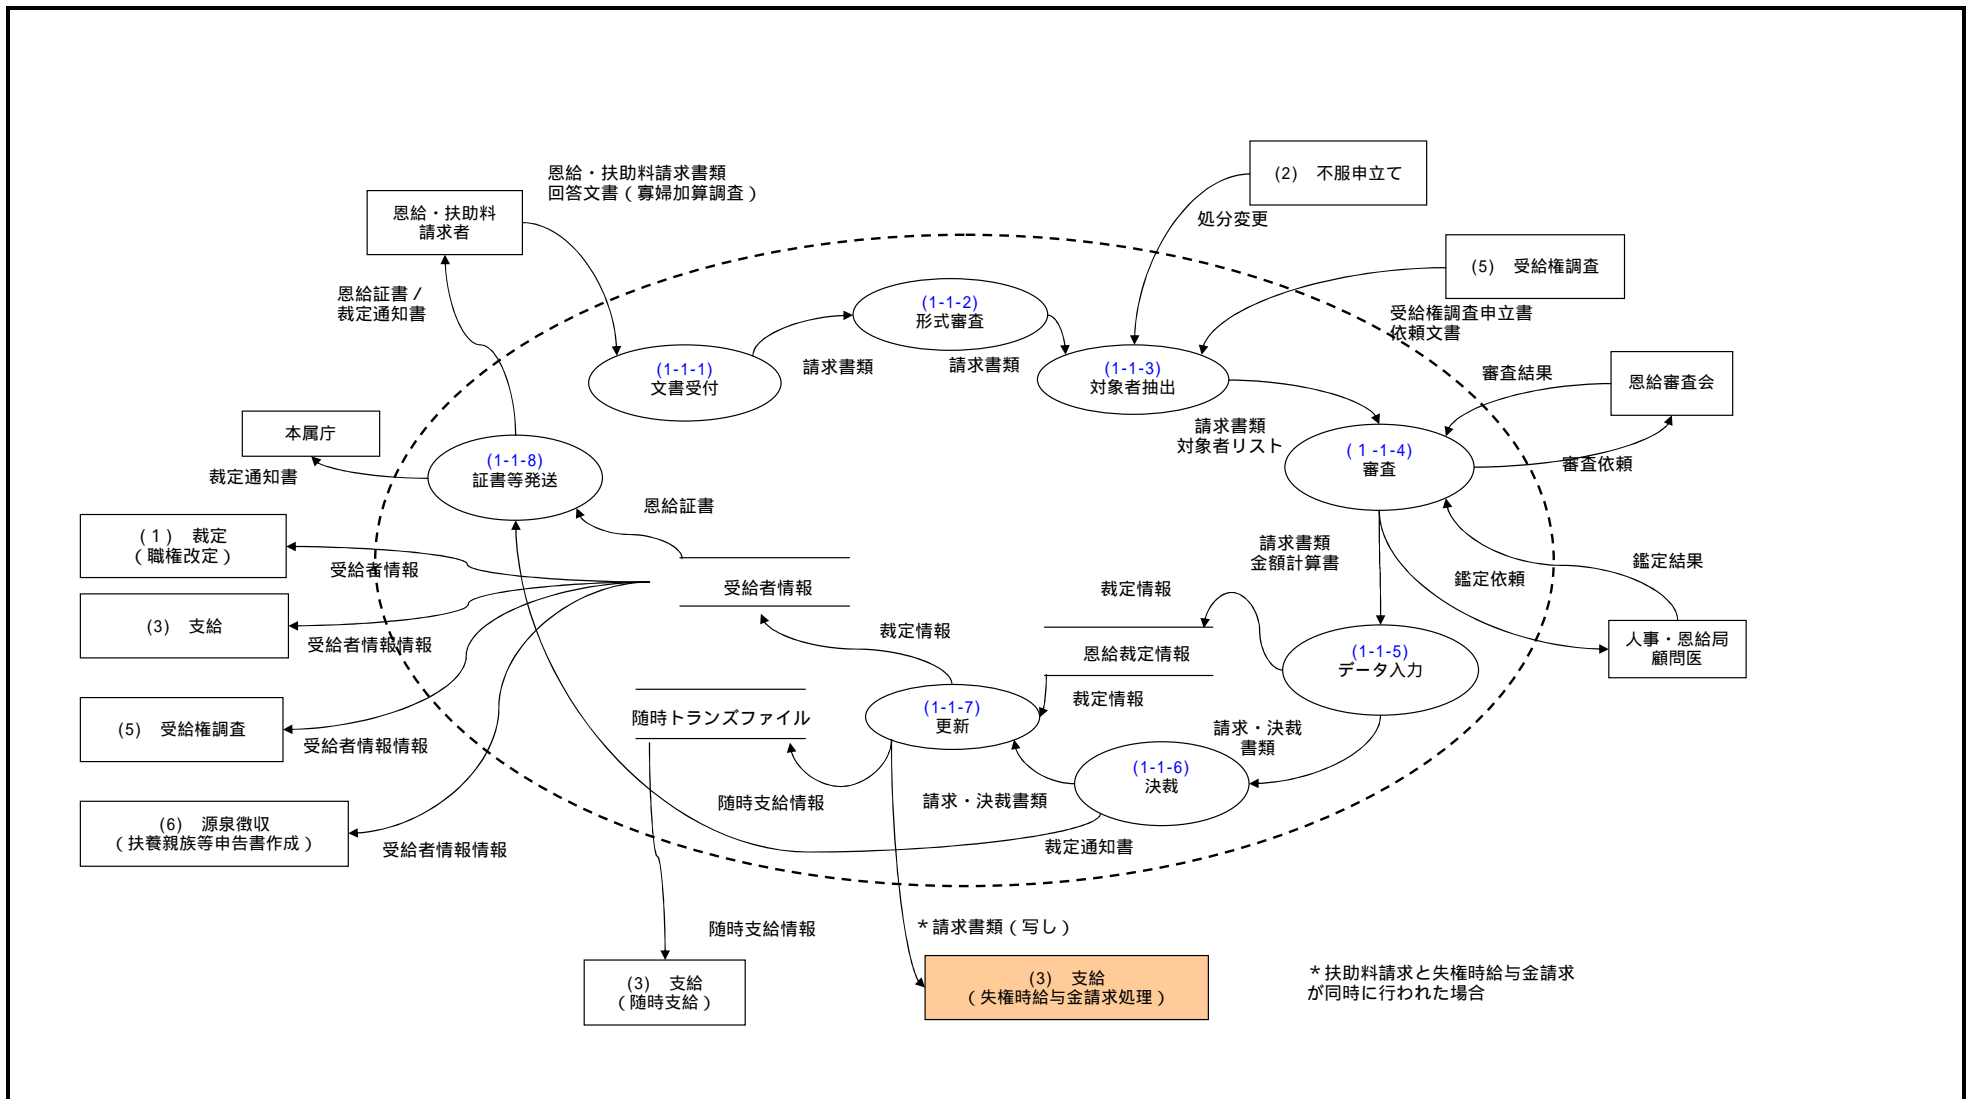 恩給・扶助料請求書類
回答文書（寡婦加算調査）
(2)　不服申立て
恩給・扶助料
請求者
処分変更
(5)　受給権調査
恩給証書／
裁定通知書
(1-1-2)
形式審査
受給権調査申立書
依頼文書
(1-1-1)
文書受付
請求書類
請求書類
(1-1-3)
対象者抽出
審査結果
恩給審査会
本属庁
請求書類
対象者リスト
(１-1-4)
審査
審査依頼
(1-1-8)
証書等発送
裁定通知書
恩給証書
(１)　裁定
（職権改定）
受給者情報
請求書類
金額計算書
鑑定依頼
鑑定結果
受給者情報
裁定情報
(3)　支給
受給者情報情報
裁定情報
恩給裁定情報
(1-1-5)
データ入力
人事・恩給局
顧問医
裁定情報
(5)　受給権調査
受給者情報情報
随時トランズファイル
(1-1-7)
更新
請求・決裁
書類
(1-1-6)
決裁
随時支給情報
請求・決裁書類
(6)　源泉徴収
（扶養親族等申告書作成）
受給者情報情報
裁定通知書
随時支給情報
＊請求書類（写し）
(3)　支給
（随時支給）
(3)　支給
（失権時給与金請求処理）
＊扶助料請求と失権時給与金請求
が同時に行われた場合